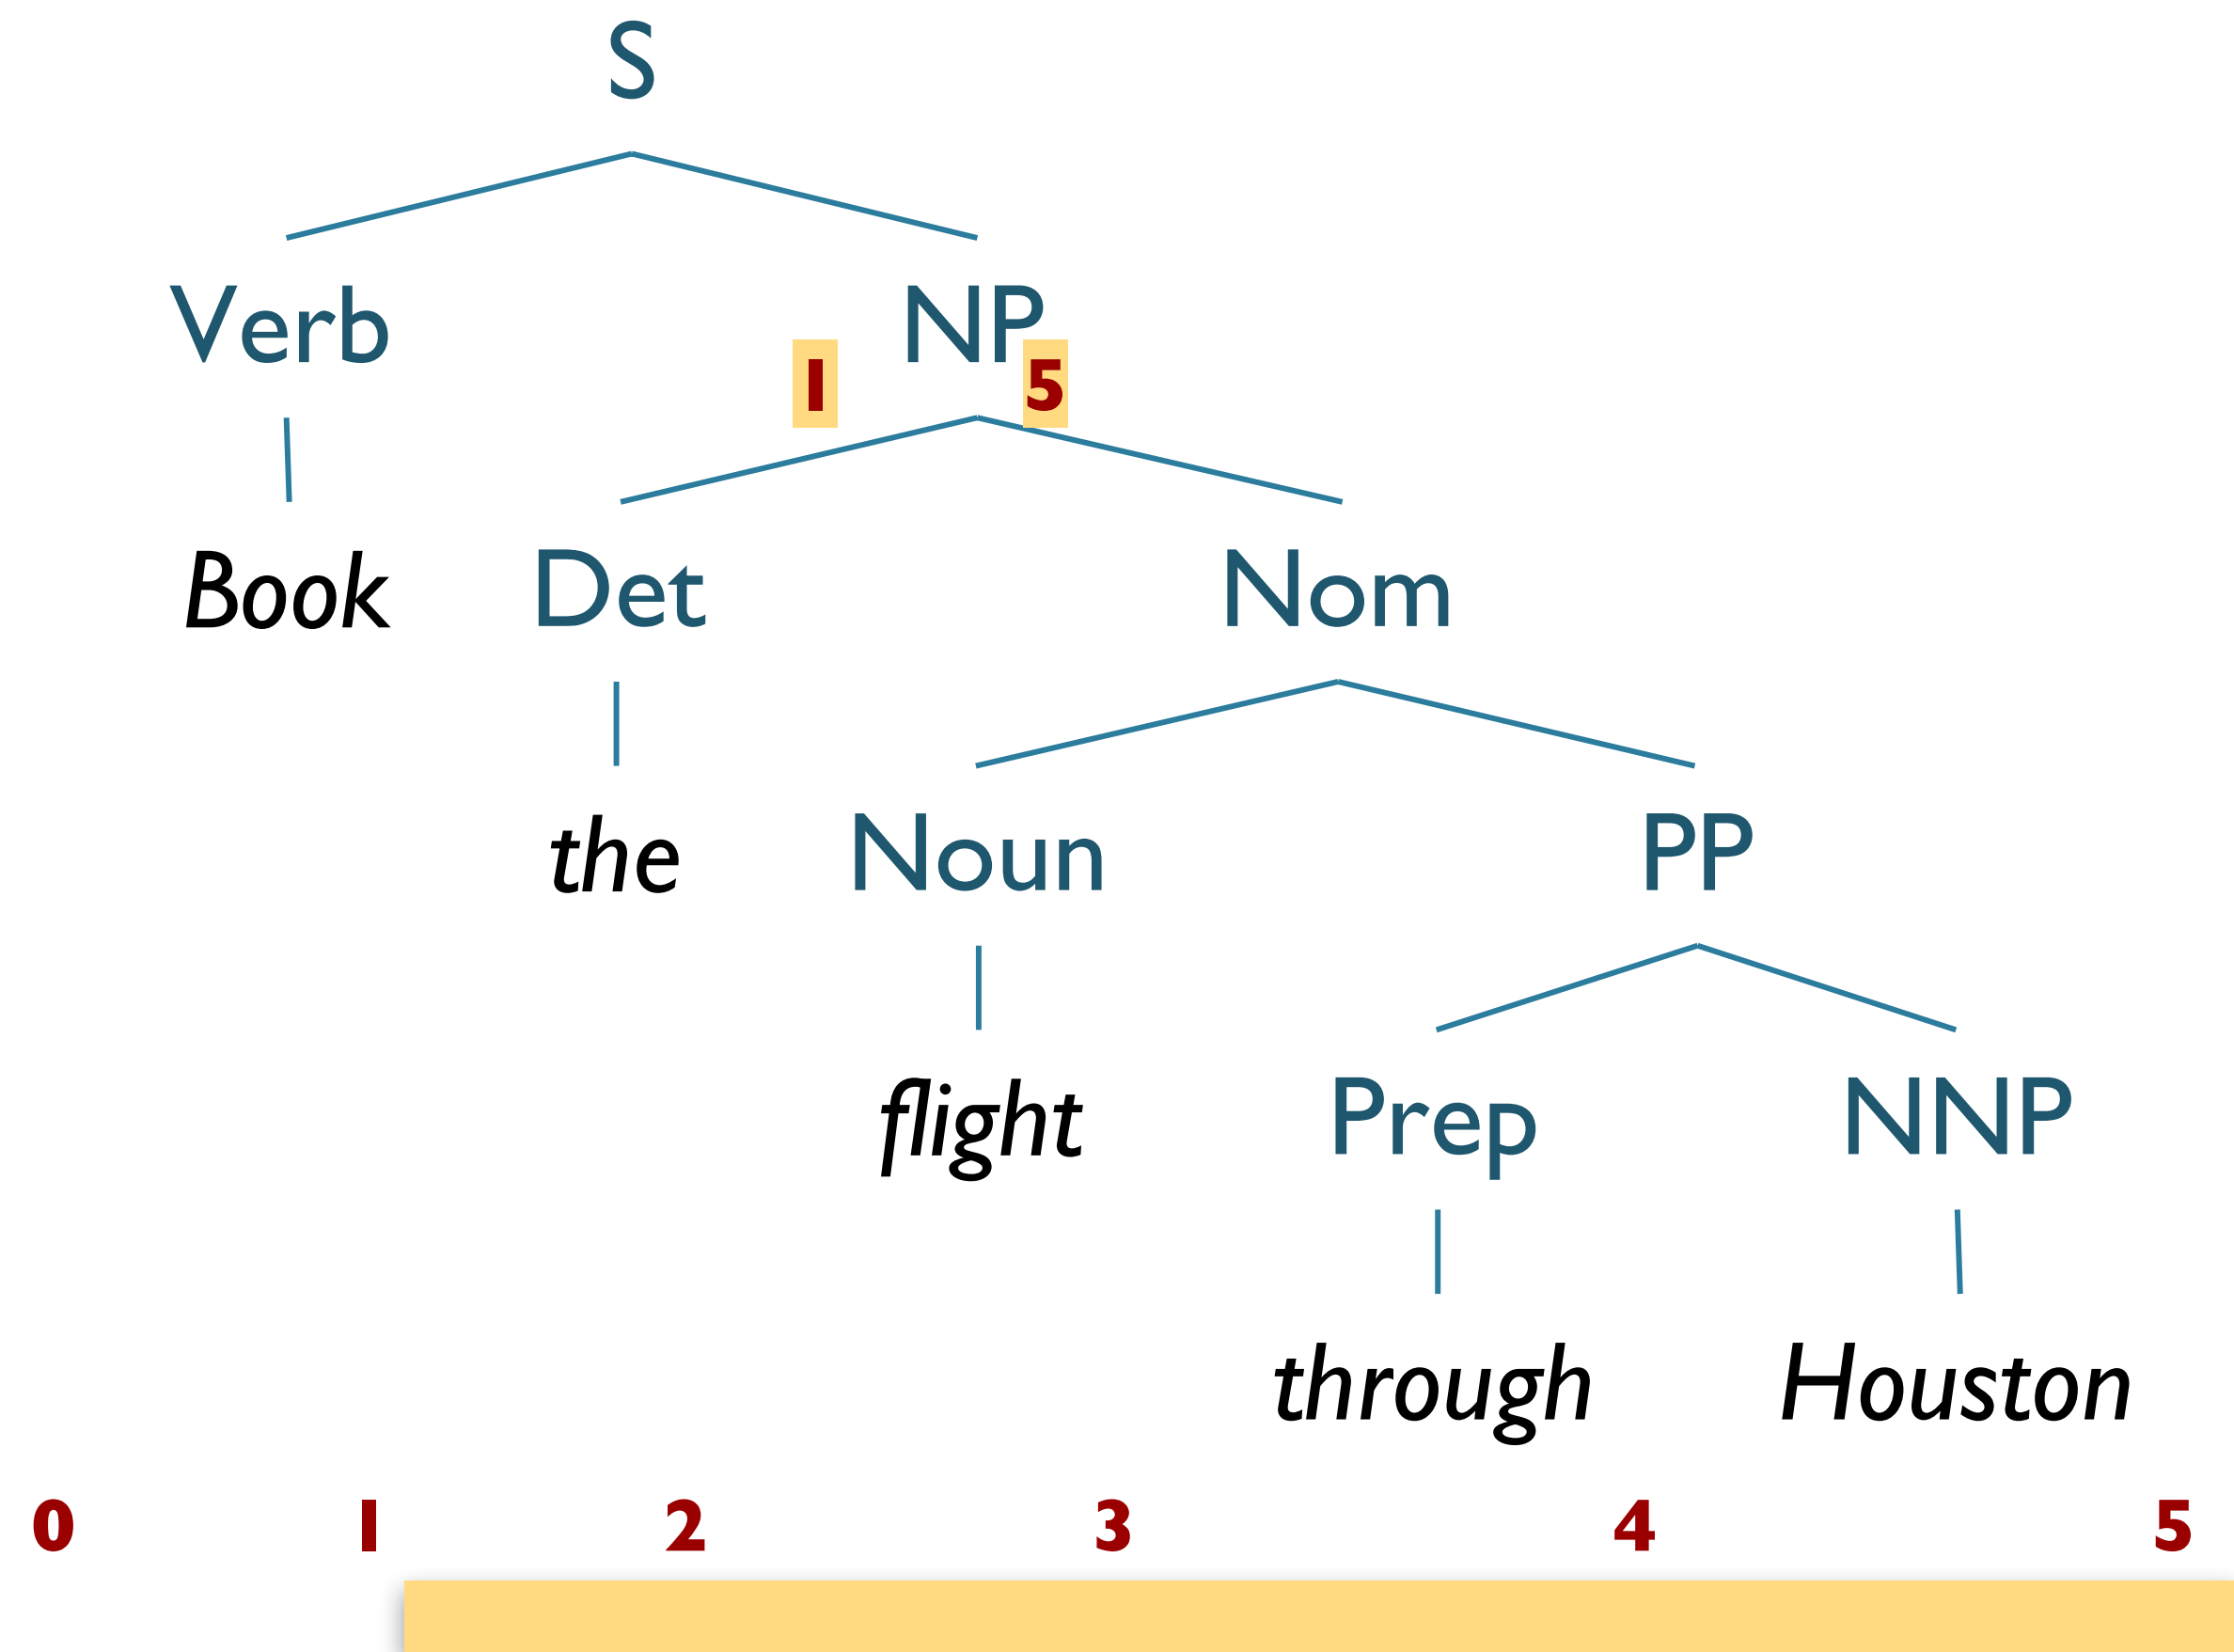 S
Verb NP
1 5
Book Det Nom
the Noun PP
flight Prep NNP
through Houston
0 1 2 3 4 5